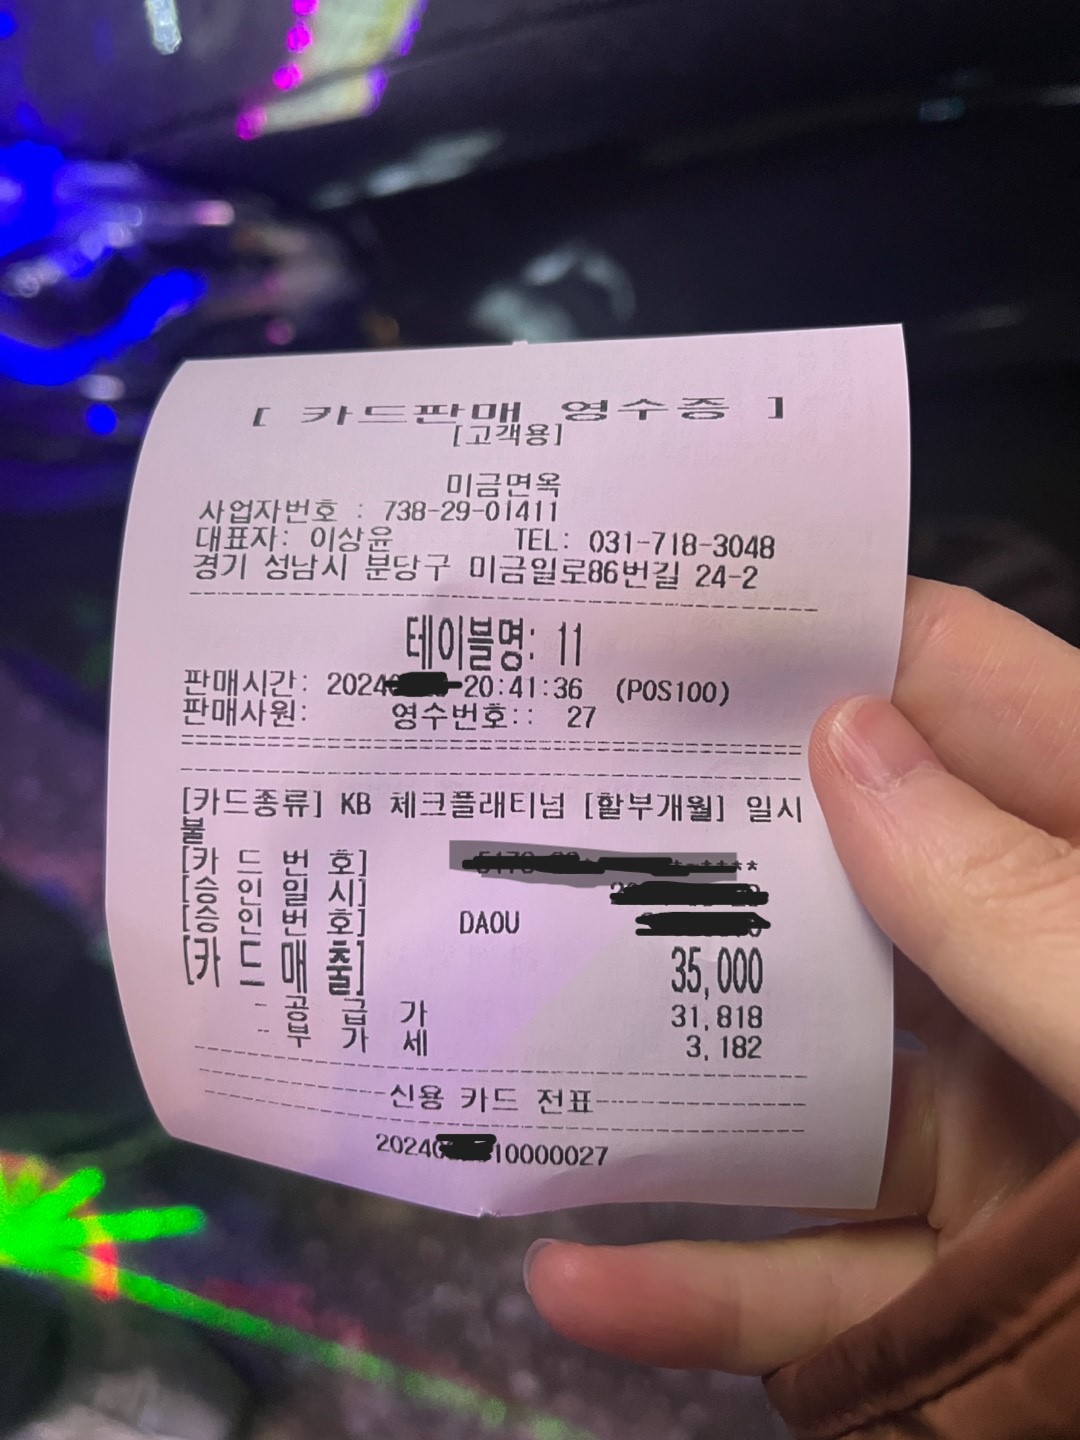 [ 카드판매 영수증 ]
[고객용]
미금면옥
사업자번호 : 738-29-01411
대표자: 이상윤 TEL: 031-718-3048
경기 성남시 분당구 미금일로86번길 24-2
테이블명: 11
판매시간: 2024 20:41:36 (POS100)
판매사원: 영수번호:: 27
[카드종류] KB 체크플래티넘 [할부개월] 일시
불
[카 드 번 호]
[승 인 일 시]
[승 인 번 호] DAOU
[카 드 매 출] 35,000
- 공 급 가 31,818
- 부 가 세 3,182
신용 카드 전표
2024 10000027